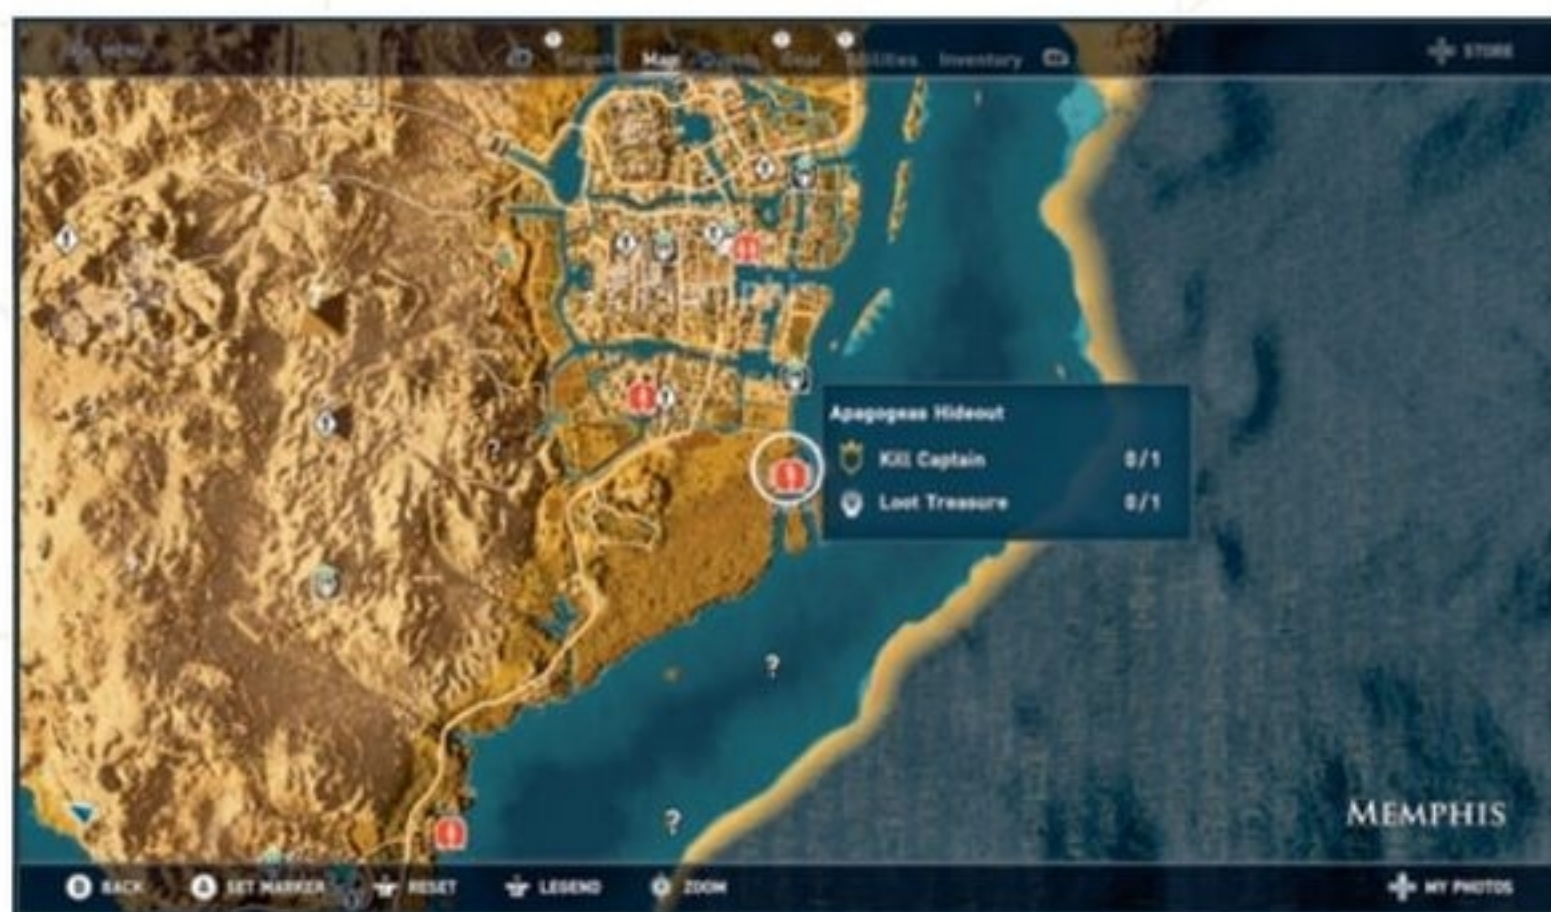 Map
Abilities
Inventory
STORE
Apagogeas Hideout
Kill Captain 0/1
Loot Treasure 0/1
?
?
?
MEMPHIS
B BACK
A SET MARKER
RESET
LEGEND
ZOOM
MY PHOTOS